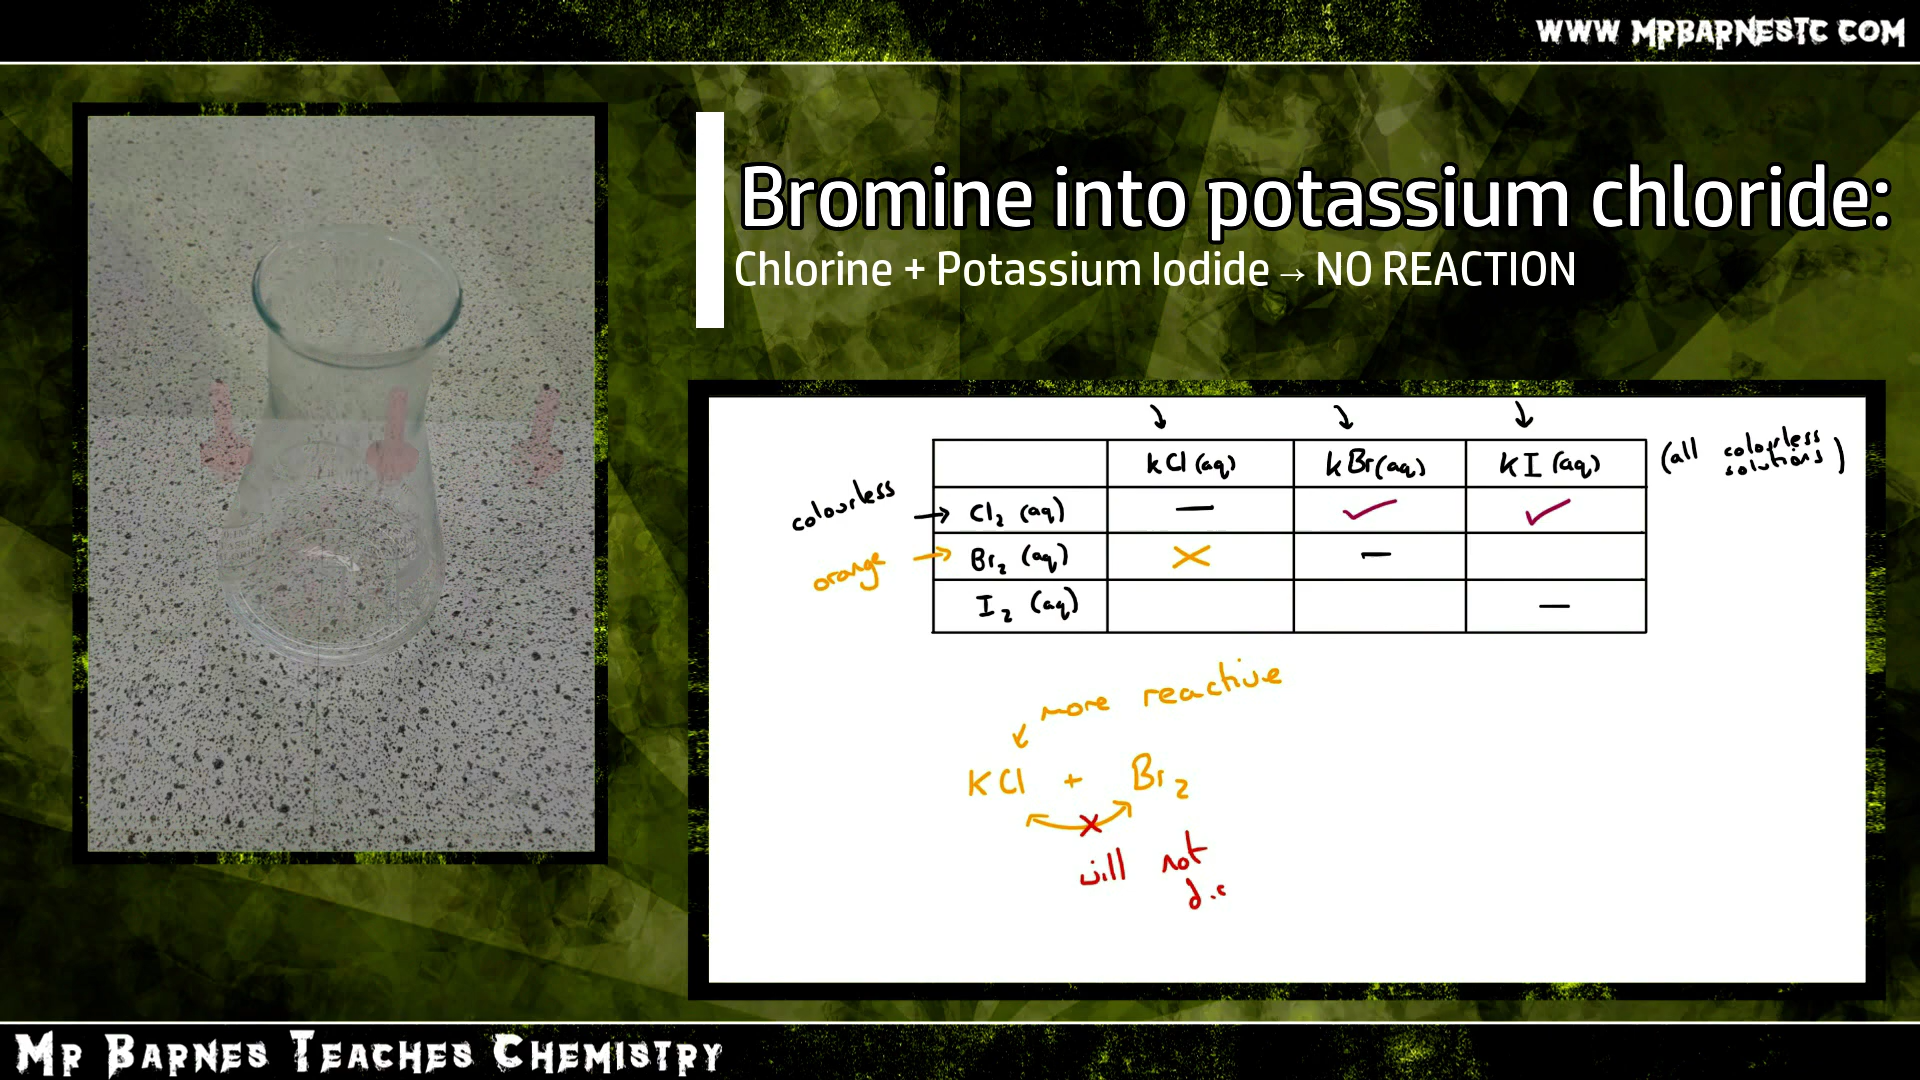 WWW MRBARNESTC COM
Bromine into potassium chloride:
Chlorine + Potassium Iodide → NO REACTION
KCl (aq) KBr (aq) KI (aq) (all colourless solutions)
colourless → Cl₂ (aq) — ✓ ✓
orange → Br₂ (aq) × —
I₂ (aq) —
more reactive
KCl + Br₂
will not
MR BARNES TEACHES CHEMISTRY